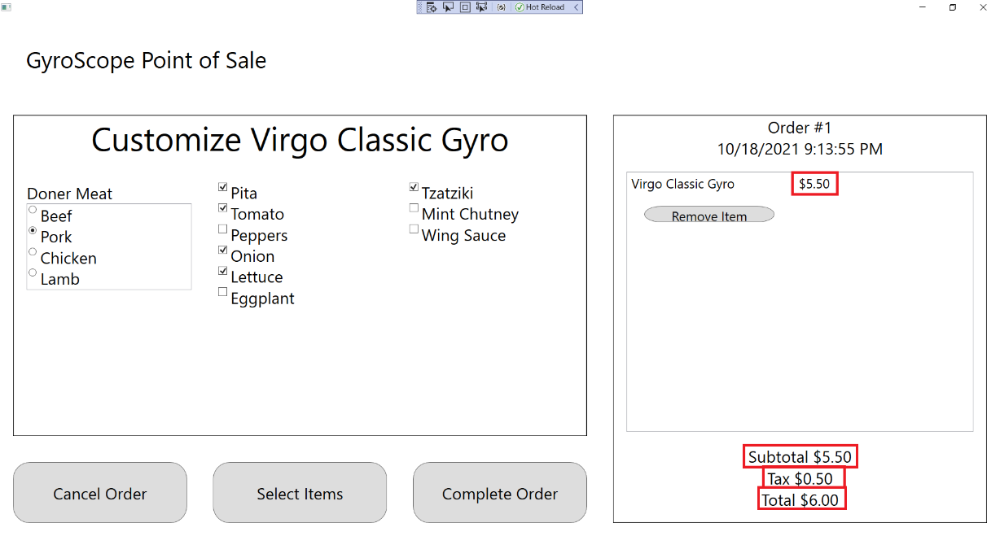 Hot Reload
GyroScope Point of Sale
Customize Virgo Classic Gyro
Doner Meat
Beef
Pork
Chicken
Lamb
Pita
Tomato
Peppers
Onion
Lettuce
Eggplant
Tzatziki
Mint Chutney
Wing Sauce
Cancel Order
Select Items
Complete Order
Order #1
10/18/2021 9:13:55 PM
Virgo Classic Gyro $5.50
Remove Item
Subtotal $5.50
Tax $0.50
Total $6.00